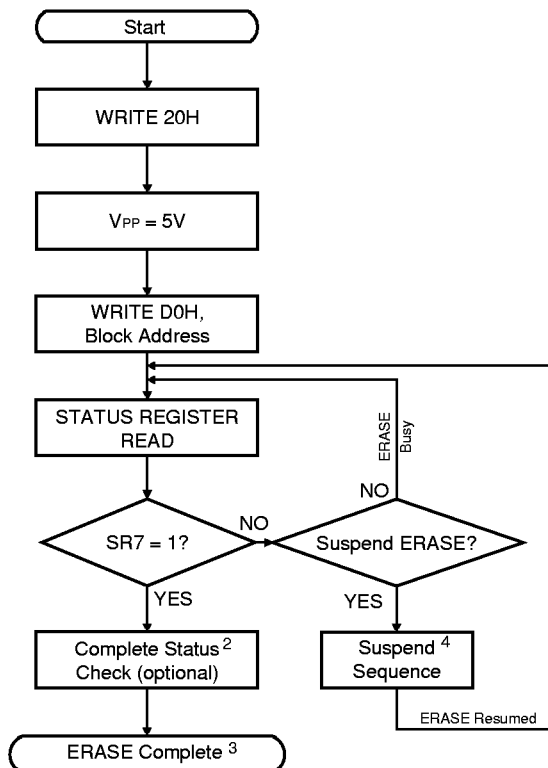 Start
WRITE 20H
VPP = 5V
WRITE D0H,
Block Address
STATUS REGISTER
READ
ERASE
Busy
NO
SR7 = 1?
NO
Suspend ERASE?
YES
YES
Complete Status 2
Check (optional)
Suspend 4
Sequence
ERASE Resumed
ERASE Complete 3